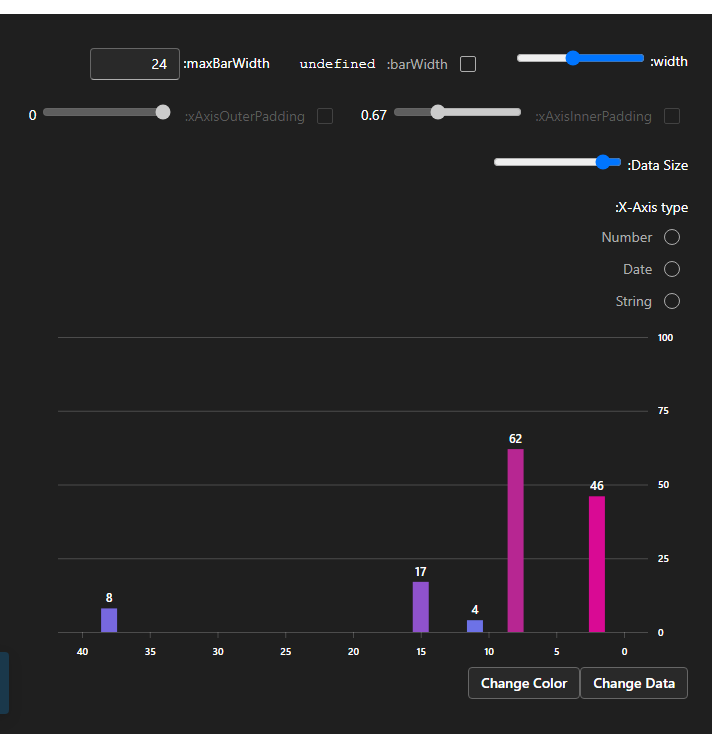 :width
:barWidth undefined
:maxBarWidth 24
:xAxisInnerPadding 0.67
:xAxisOuterPadding 0
:Data Size
:X-Axis type
Number
Date
String
100
75
62
50
46
25
17
8
4
0
40 35 30 25 20 15 10 5 0
Change Color Change Data